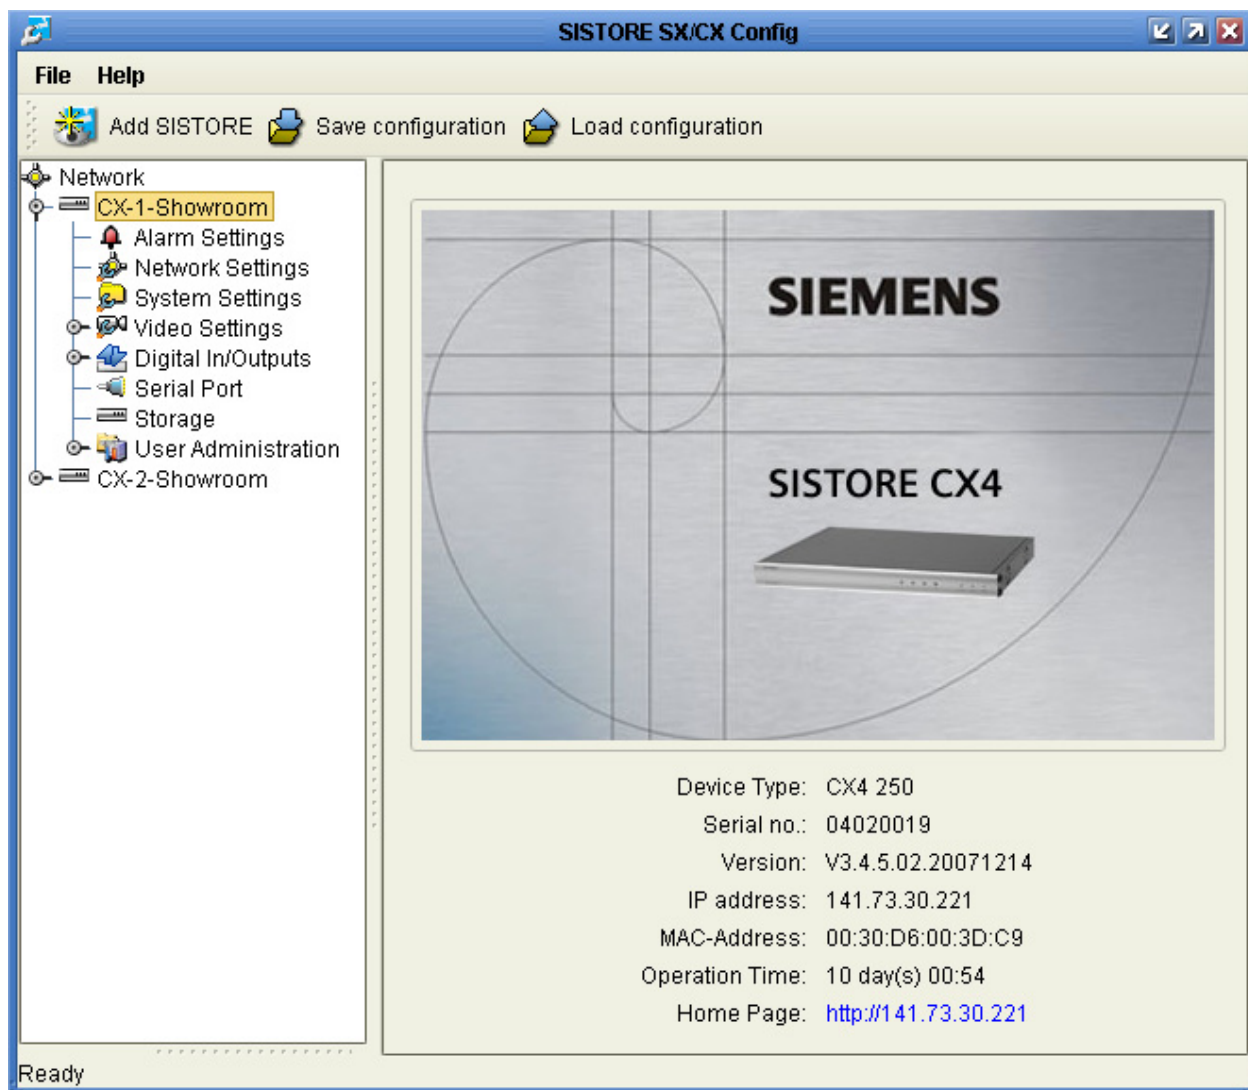 SISTORE SX/CX Config
File Help
Add SISTORE Save configuration Load configuration
Network
CX-1-Showroom
Alarm Settings
Network Settings
System Settings
Video Settings
Digital In/Outputs
Serial Port
Storage
User Administration
CX-2-Showroom
SIEMENS
SISTORE CX4
Device Type: CX4 250
Serial no.: 04020019
Version: V3.4.5.02.20071214
IP address: 141.73.30.221
MAC-Address: 00:30:D6:00:3D:C9
Operation Time: 10 day(s) 00:54
Home Page: http://141.73.30.221
Ready